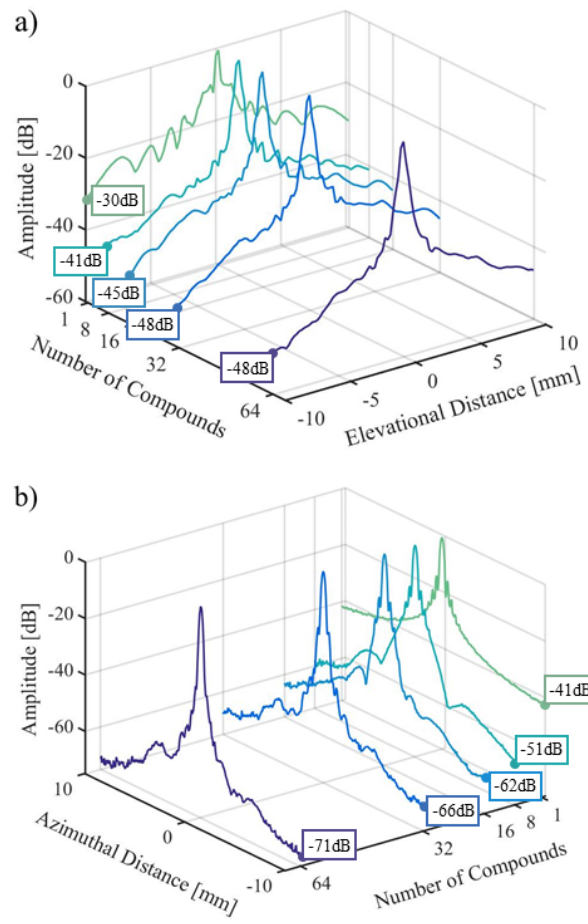 a)
0
-20
-40
-60
Amplitude [dB]
-30dB
-41dB
-45dB
-48dB
-48dB
1
8
16
32
64
Number of Compounds
-10
-5
0
5
10
Elevational Distance [mm]
b)
0
-20
-40
-60
Amplitude [dB]
-41dB
-51dB
-62dB
-66dB
-71dB
10
0
-10
Azimuthal Distance [mm]
64
32
16
8
1
Number of Compounds